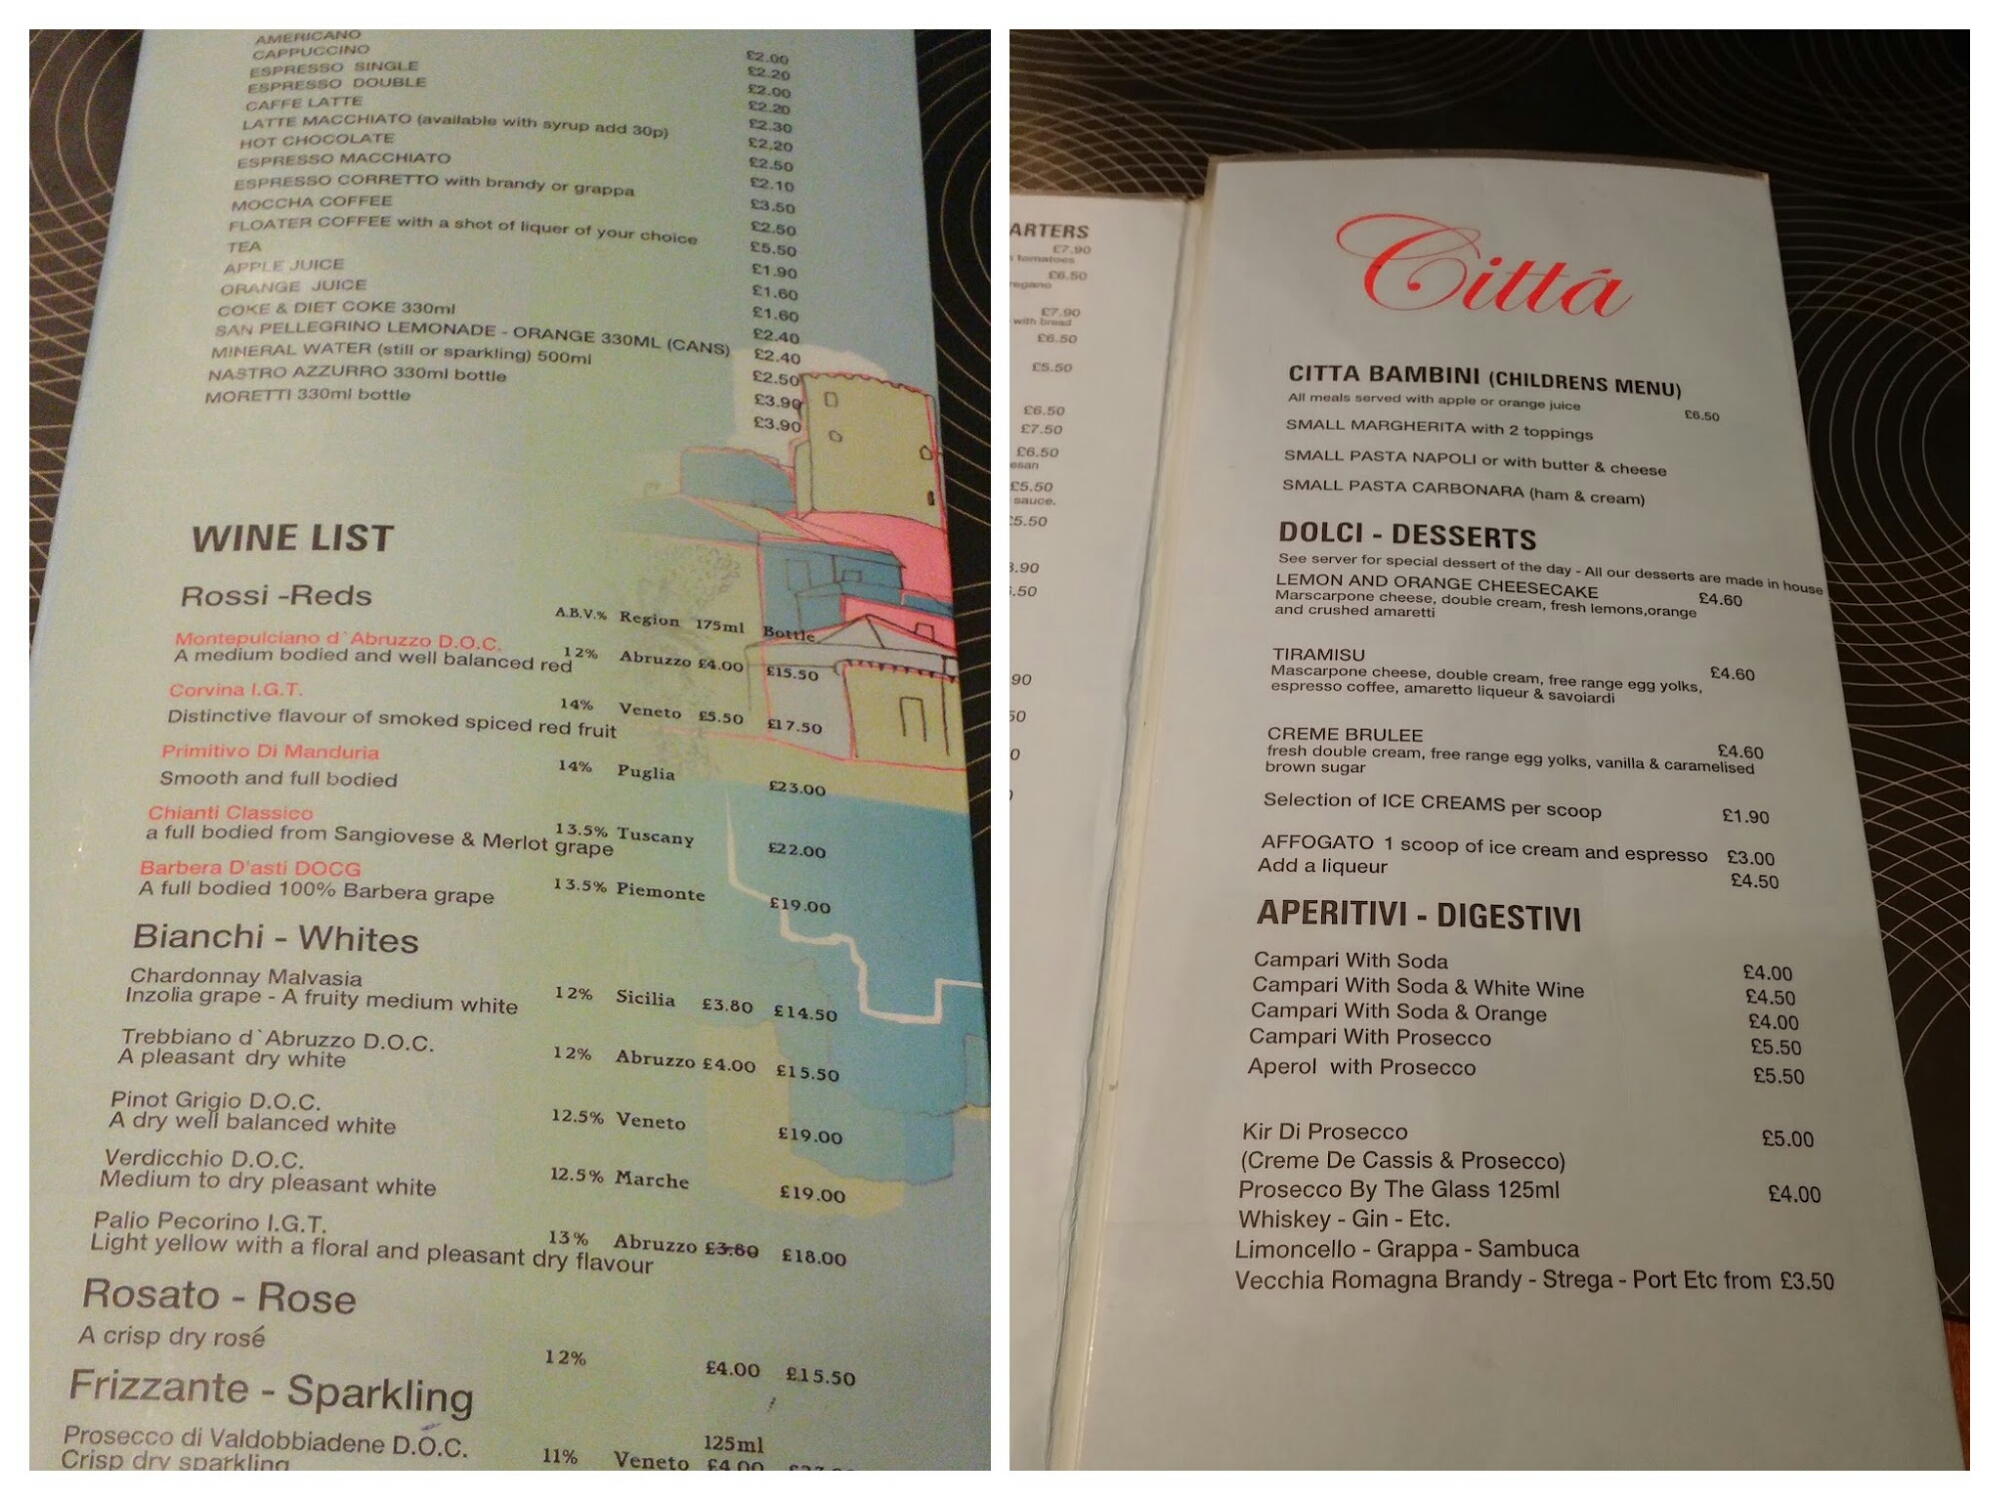 AMERICANO £2.00
CAPPUCCINO £2.20
ESPRESSO SINGLE £2.00
ESPRESSO DOUBLE £2.20
CAFFE LATTE £2.30
LATTE MACCHIATO (available with syrup add 30p) £2.20
HOT CHOCOLATE £2.50
ESPRESSO MACCHIATO £2.10
ESPRESSO CORRETTO with brandy or grappa £3.50
MOCCHA COFFEE £2.50
FLOATER COFFEE with a shot of liquer of your choice £5.50
TEA £1.90
APPLE JUICE £1.60
ORANGE JUICE £1.60
COKE & DIET COKE 330ml £2.40
SAN PELLEGRINO LEMONADE - ORANGE 330ML (CANS) £2.40
MINERAL WATER (still or sparkling) 500ml £2.50
NASTRO AZZURRO 330ml bottle £3.90
MORETTI 330ml bottle £3.90
WINE LIST
Rossi -Reds
A.B.V.% Region 175ml Bottle
Montepulciano d`Abruzzo D.O.C.
A medium bodied and well balanced red 12% Abruzzo £4.00 £15.50
Corvina I.G.T.
14% Veneto £5.50 £17.50
Distinctive flavour of smoked spiced red fruit
Primitivo Di Manduria
14% Puglia £23.00
Smooth and full bodied
Chianti Classico
13.5% Tuscany £22.00
a full bodied from Sangiovese & Merlot grape
Barbera D'asti DOCG
13.5% Piemonte £19.00
A full bodied 100% Barbera grape
Bianchi - Whites
Chardonnay Malvasia
Inzolia grape - A fruity medium white 12% Sicilia £3.80 £14.50
Trebbiano d`Abruzzo D.O.C.
A pleasant dry white 12% Abruzzo £4.00 £15.50
Pinot Grigio D.O.C.
A dry well balanced white 12.5% Veneto £19.00
Verdicchio D.O.C.
Medium to dry pleasant white 12.5% Marche £19.00
Palio Pecorino I.G.T.
13% Abruzzo £3.80 £18.00
Light yellow with a floral and pleasant dry flavour
Rosato - Rose
A crisp dry rosé 12% £4.00 £15.50
Frizzante - Sparkling
125ml
Prosecco di Valdobbiadene D.O.C. 11% Veneto £4.00
Crisp dry sparkling
ARTERS
£7.90
tomatoes
£6.50
regano
£7.90
with bread
£6.50
£5.50
£6.50
£7.50
£6.50
esan
£5.50
sauce.
£5.50
3.90
.50
90
50
0
Cittá
CITTA BAMBINI (CHILDRENS MENU)
All meals served with apple or orange juice £6.50
SMALL MARGHERITA with 2 toppings
SMALL PASTA NAPOLI or with butter & cheese
SMALL PASTA CARBONARA (ham & cream)
DOLCI - DESSERTS
See server for special dessert of the day - All our desserts are made in house
LEMON AND ORANGE CHEESECAKE £4.60
Marscarpone cheese, double cream, fresh lemons,orange
and crushed amaretti
TIRAMISU £4.60
Mascarpone cheese, double cream, free range egg yolks,
espresso coffee, amaretto liqueur & savoiardi
CREME BRULEE £4.60
fresh double cream, free range egg yolks, vanilla & caramelised
brown sugar
Selection of ICE CREAMS per scoop £1.90
AFFOGATO 1 scoop of ice cream and espresso £3.00
Add a liqueur £4.50
APERITIVI - DIGESTIVI
Campari With Soda £4.00
Campari With Soda & White Wine £4.50
Campari With Soda & Orange £4.00
Campari With Prosecco £5.50
Aperol with Prosecco £5.50
Kir Di Prosecco £5.00
(Creme De Cassis & Prosecco)
Prosecco By The Glass 125ml £4.00
Whiskey - Gin - Etc.
Limoncello - Grappa - Sambuca
Vecchia Romagna Brandy - Strega - Port Etc from £3.50